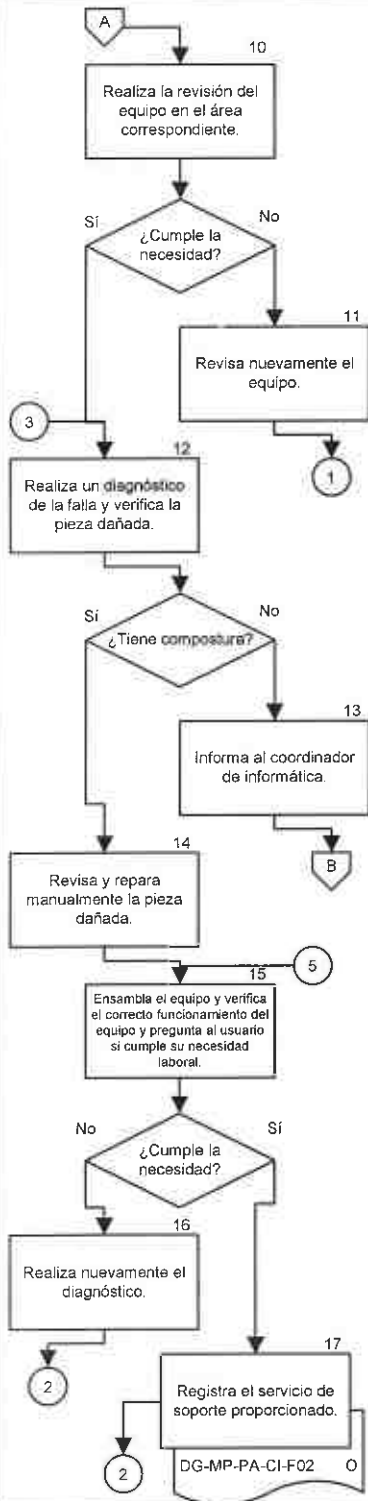 A
10
Realiza la revisión del
equipo en el área
correspondiente.
Sí
No
¿Cumple la
necesidad?
11
Revisa nuevamente el
equipo.
3
1
12
Realiza un diagnóstico
de la falla y verifica la
pieza dañada.
Sí
No
¿Tiene compostura?
13
Informa al coordinador
de informática.
B
14
Revisa y repara
manualmente la pieza
dañada.
5
15
Ensambla el equipo y verifica
el correcto funcionamiento del
equipo y pregunta al usuario
si cumple su necesidad
laboral.
No
Sí
¿Cumple la
necesidad?
16
Realiza nuevamente el
diagnóstico.
2
17
Registra el servicio de
soporte proporcionado.
2
DG-MP-PA-CI-F02 O